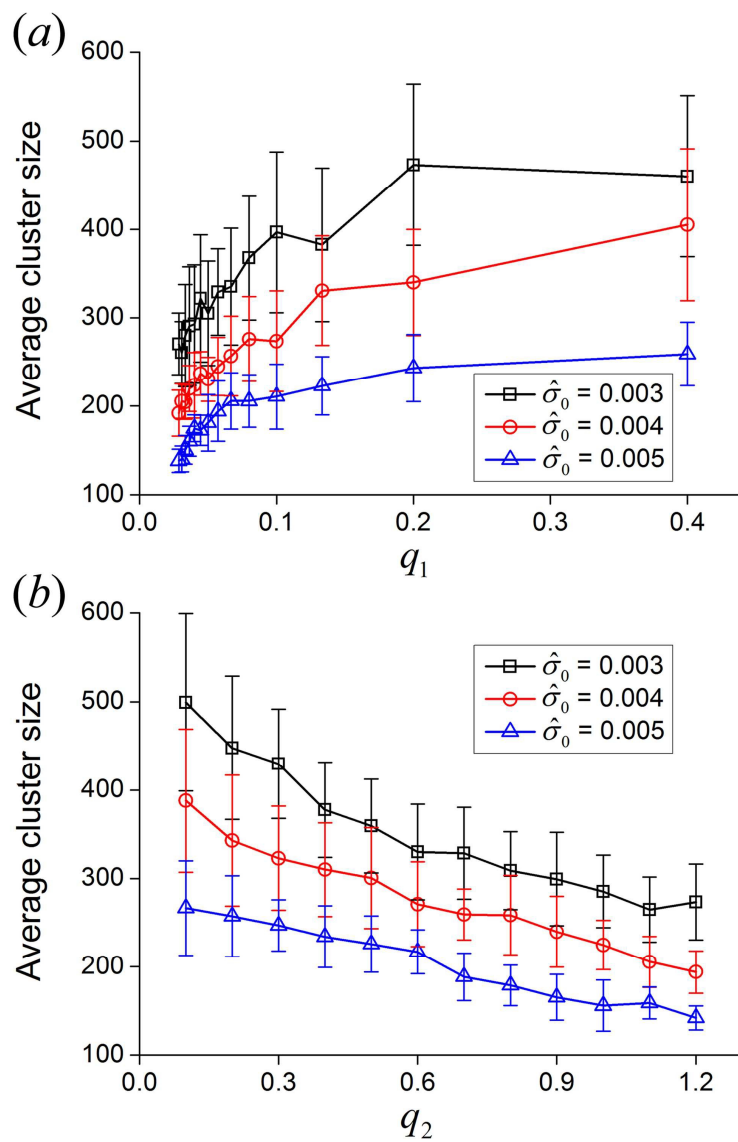 (a)
600
500
400
300
200
100
Average cluster size
σ̂₀ = 0.003
σ̂₀ = 0.004
σ̂₀ = 0.005
0.0 0.1 0.2 0.3 0.4
q₁
(b)
600
500
400
300
200
100
Average cluster size
σ̂₀ = 0.003
σ̂₀ = 0.004
σ̂₀ = 0.005
0.0 0.3 0.6 0.9 1.2
q₂